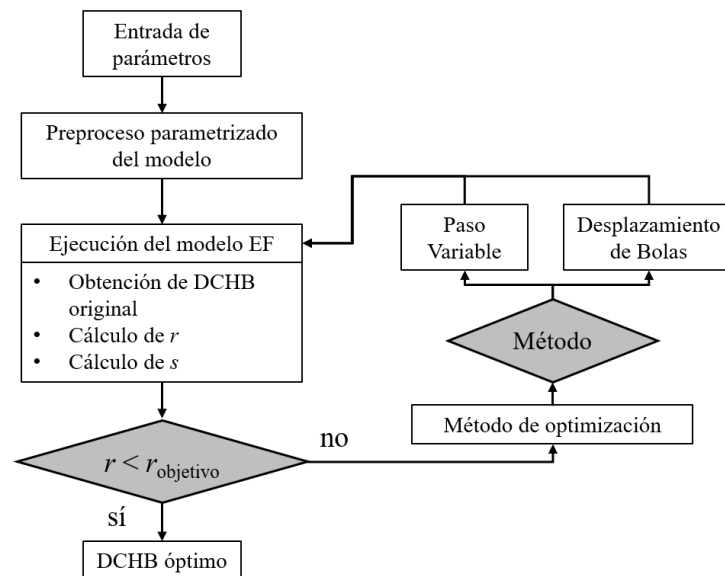 Entrada de
parámetros
Preproceso parametrizado
del modelo
Ejecución del modelo EF
• Obtención de DCHB
original
• Cálculo de r
• Cálculo de s
r < r_objetivo
sí
no
DCHB óptimo
Método de optimización
Método
Paso
Variable
Desplazamiento
de Bolas